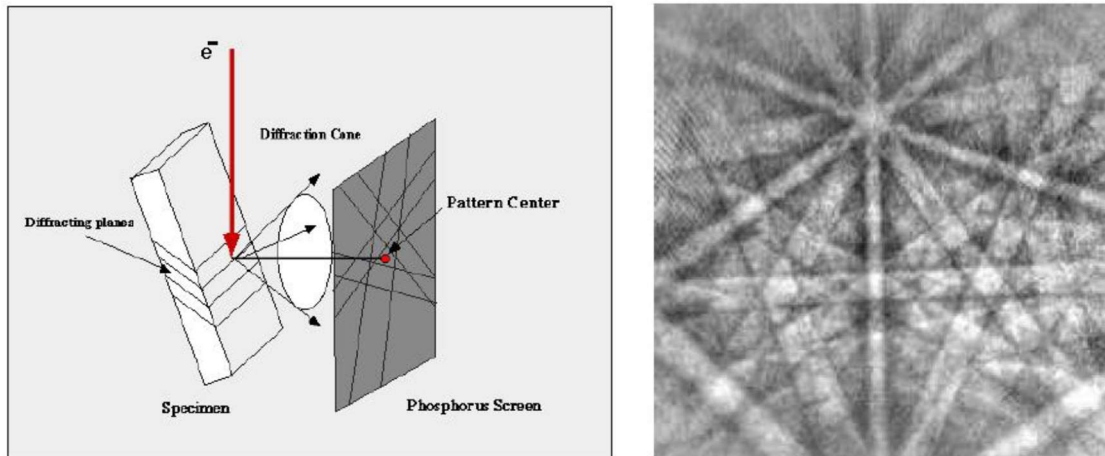 e-
Diffraction Cone
Diffracting planes
Pattern Center
Specimen
Phosphorus Screen